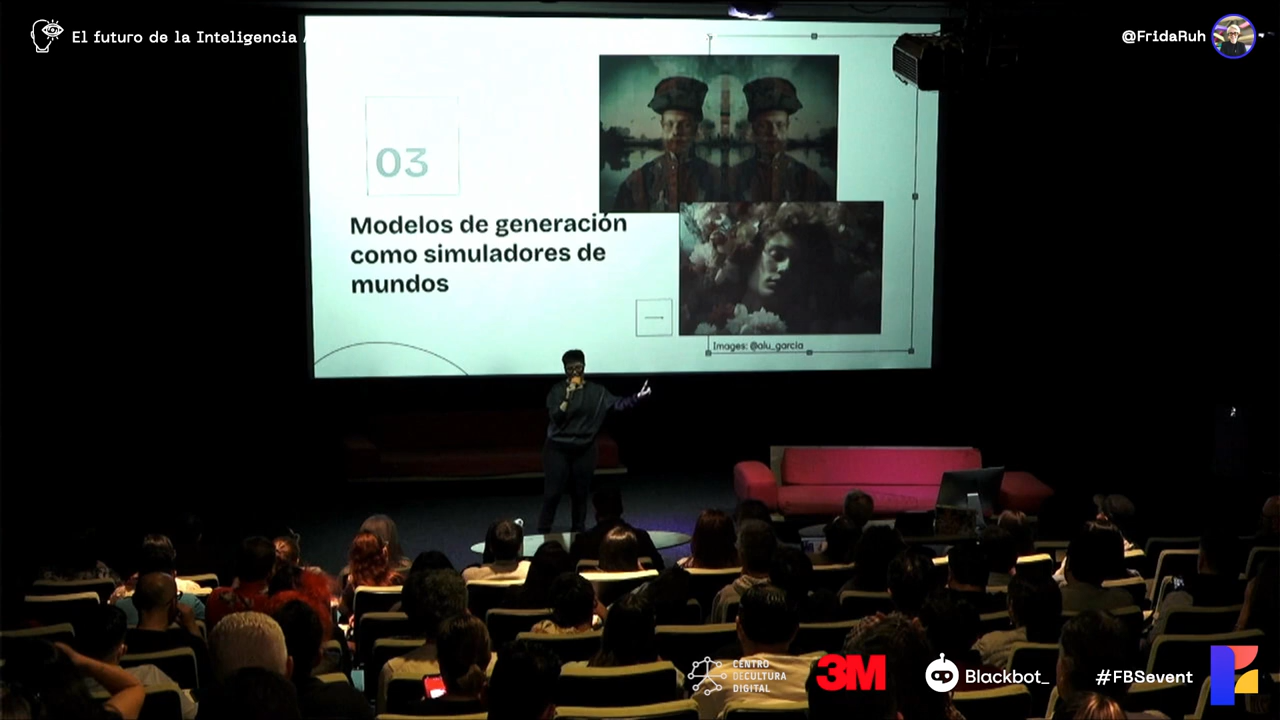 El futuro de la Inteligencia
@FridaRuh
03
Modelos de generación
como simuladores de
mundos
Images: @alu_garcia
CENTRO
DECULTURA
DIGITAL
3M
Blackbot_
#FBSevent